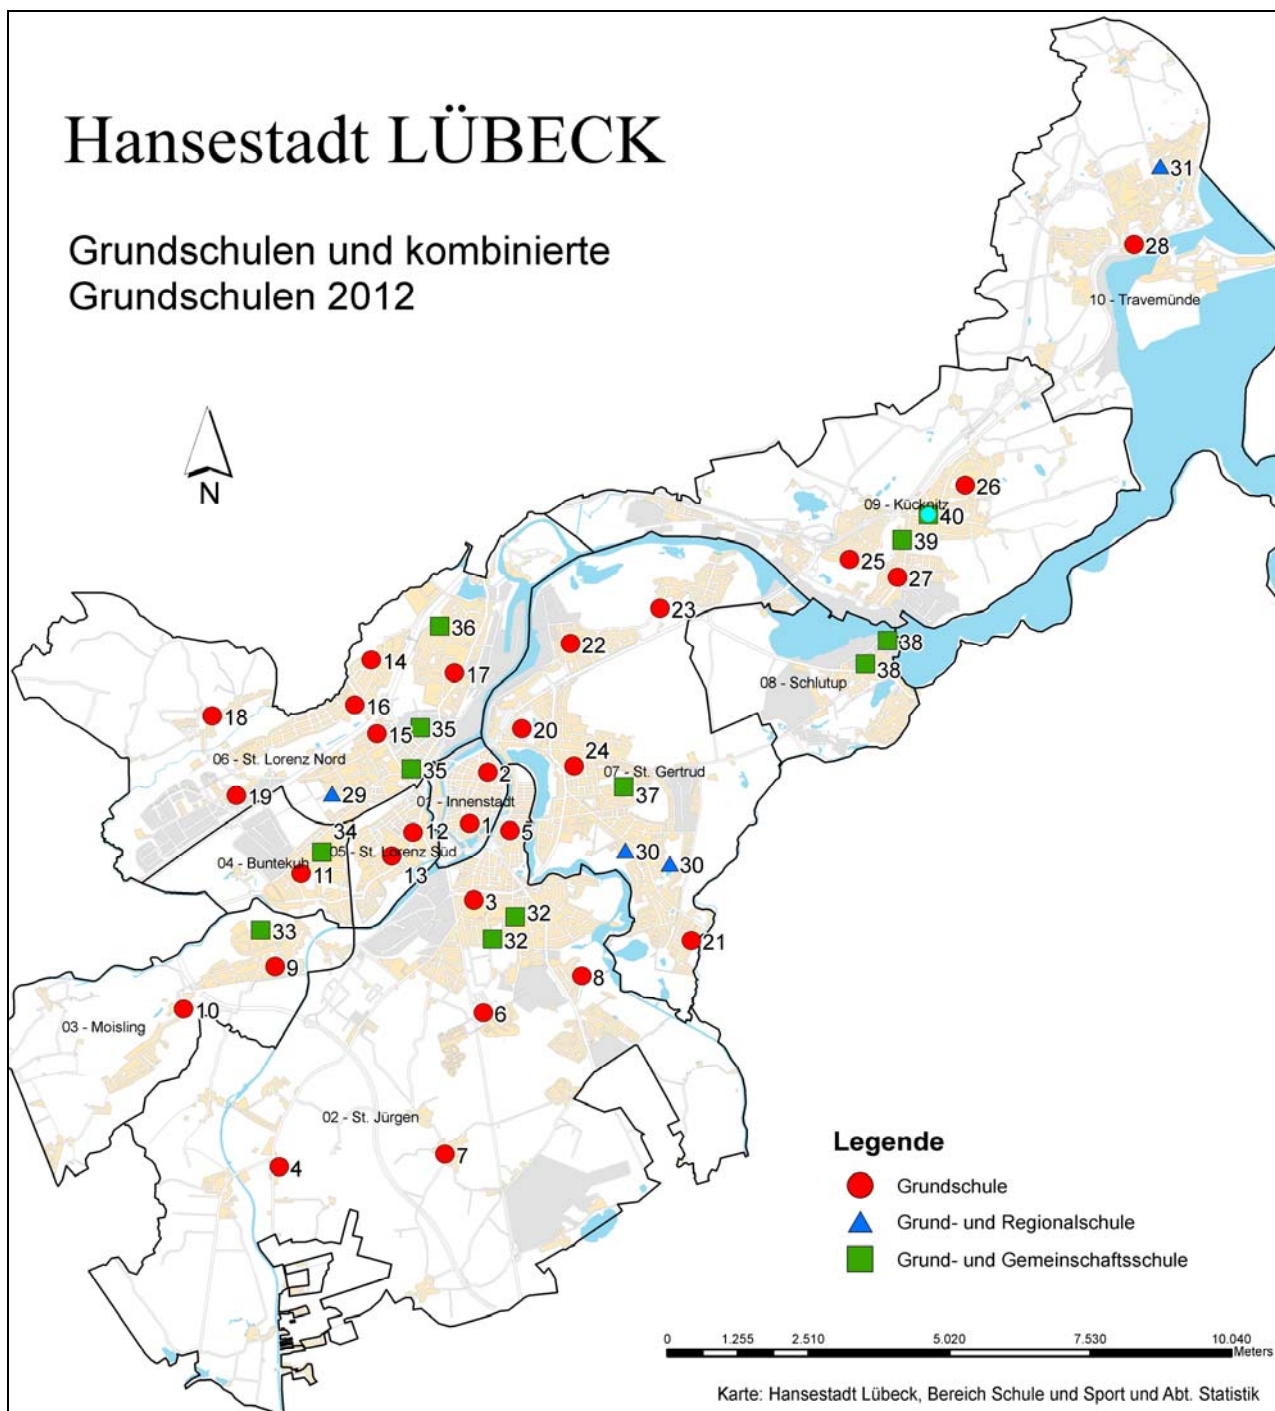 Hansestadt LÜBECK
Grundschulen und kombinierte
Grundschulen 2012
N
31
28
10 - Travemünde
26
09 - Kücknitz
40
39
25
27
23
36
38
22
14
38
17
08 - Schlutup
16
18
35
20
15
24
06 - St. Lorenz Nord
35
2
07 - St. Gertrud
37
19
29
01 - Innenstadt
34
12
1
5
05 - St. Lorenz Süd
30
04 - Buntekuh
30
11
13
3
32
33
32
21
9
8
10
6
03 - Moisling
02 - St. Jürgen
7
4
Legende
Grundschule
Grund- und Regionalschule
Grund- und Gemeinschaftsschule
0 1.255 2.510 5.020 7.530 10.040
Meters
Karte: Hansestadt Lübeck, Bereich Schule und Sport und Abt. Statistik